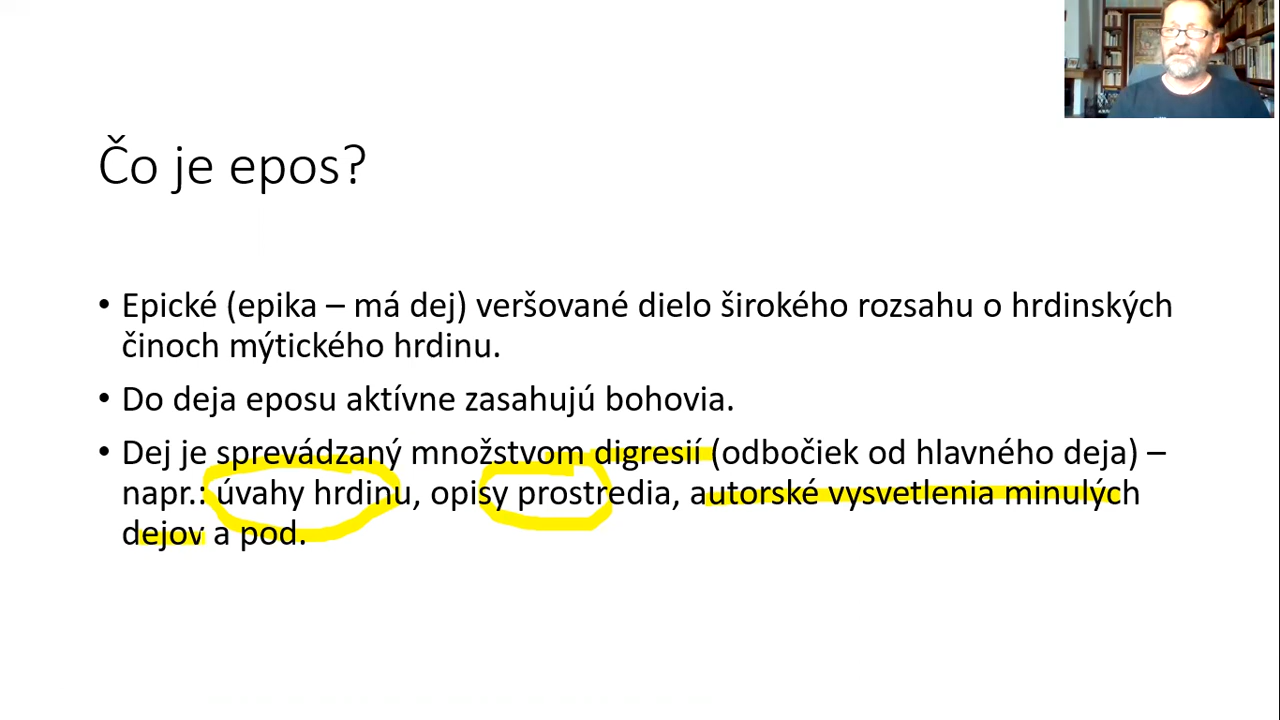 Čo je epos?
• Epické (epika – má dej) veršované dielo širokého rozsahu o hrdinských
činoch mýtického hrdinu.
• Do deja eposu aktívne zasahujú bohovia.
• Dej je sprevádzaný množstvom digresií (odbočiek od hlavného deja) –
napr.: úvahy hrdinu, opisy prostredia, autorské vysvetlenia minulých
dejov a pod.